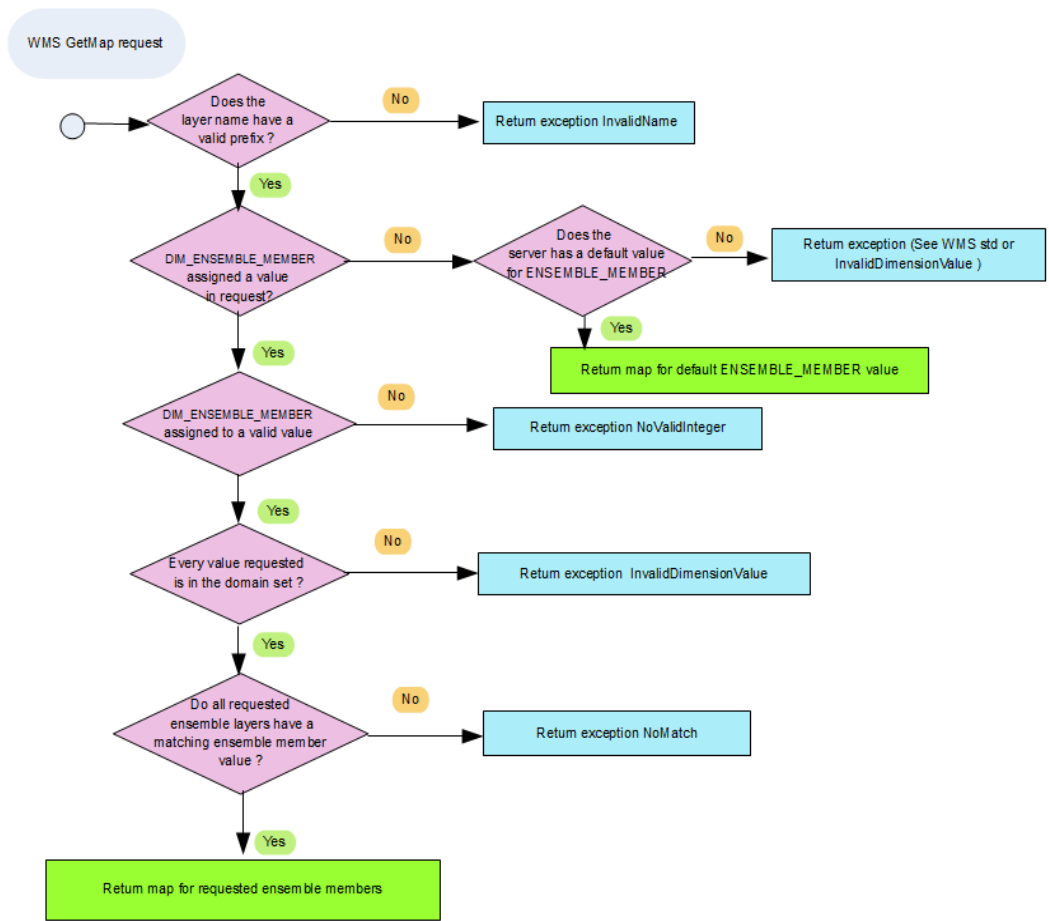 WMS GetMap request
Does the
layer name have a
valid prefix ?
No
Return exception InvalidName
Yes
DIM_ENSEMBLE_MEMBER
assigned a value
in request?
No
Does the
server has a default value
for ENSEMBLE_MEMBER
No
Return exception (See WMS std or
InvalidDimensionValue )
Yes
Return map for default ENSEMBLE_MEMBER value
Yes
DIM_ENSEMBLE_MEMBER
assigned to a valid value
No
Return exception NoValidInteger
Yes
Every value requested
is in the domain set ?
No
Return exception InvalidDimensionValue
Yes
Do all requested
ensemble layers have a
matching ensemble member
value ?
No
Return exception NoMatch
Yes
Return map for requested ensemble members